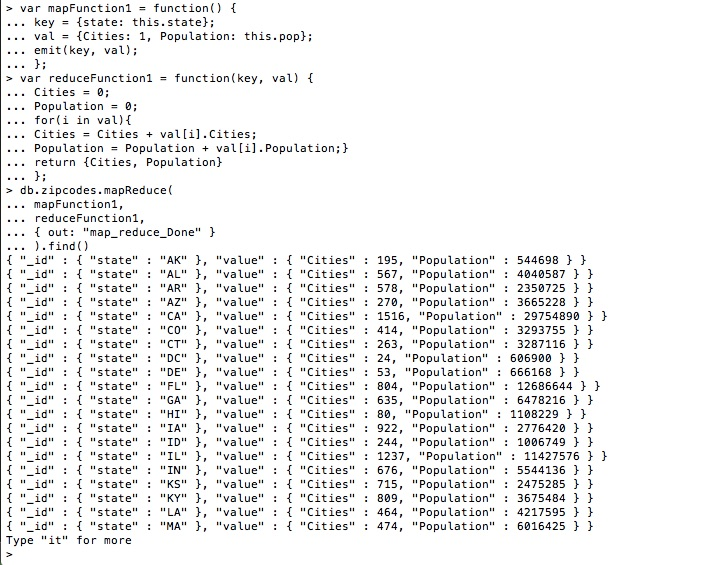 > var mapFunction1 = function() {
... key = {state: this.state};
... val = {Cities: 1, Population: this.pop};
... emit(key, val);
... };
> var reduceFunction1 = function(key, val) {
... Cities = 0;
... Population = 0;
... for(i in val){
... Cities = Cities + val[i].Cities;
... Population = Population + val[i].Population;}
... return {Cities, Population}
... };
> db.zipcodes.mapReduce(
... mapFunction1,
... reduceFunction1,
... { out: "map_reduce_Done" }
... ).find()
{ "_id" : { "state" : "AK" }, "value" : { "Cities" : 195, "Population" : 544698 } }
{ "_id" : { "state" : "AL" }, "value" : { "Cities" : 567, "Population" : 4040587 } }
{ "_id" : { "state" : "AR" }, "value" : { "Cities" : 578, "Population" : 2350725 } }
{ "_id" : { "state" : "AZ" }, "value" : { "Cities" : 270, "Population" : 3665228 } }
{ "_id" : { "state" : "CA" }, "value" : { "Cities" : 1516, "Population" : 29754890 } }
{ "_id" : { "state" : "CO" }, "value" : { "Cities" : 414, "Population" : 3293755 } }
{ "_id" : { "state" : "CT" }, "value" : { "Cities" : 263, "Population" : 3287116 } }
{ "_id" : { "state" : "DC" }, "value" : { "Cities" : 24, "Population" : 606900 } }
{ "_id" : { "state" : "DE" }, "value" : { "Cities" : 53, "Population" : 666168 } }
{ "_id" : { "state" : "FL" }, "value" : { "Cities" : 804, "Population" : 12686644 } }
{ "_id" : { "state" : "GA" }, "value" : { "Cities" : 635, "Population" : 6478216 } }
{ "_id" : { "state" : "HI" }, "value" : { "Cities" : 80, "Population" : 1108229 } }
{ "_id" : { "state" : "IA" }, "value" : { "Cities" : 922, "Population" : 2776420 } }
{ "_id" : { "state" : "ID" }, "value" : { "Cities" : 244, "Population" : 1006749 } }
{ "_id" : { "state" : "IL" }, "value" : { "Cities" : 1237, "Population" : 11427576 } }
{ "_id" : { "state" : "IN" }, "value" : { "Cities" : 676, "Population" : 5544136 } }
{ "_id" : { "state" : "KS" }, "value" : { "Cities" : 715, "Population" : 2475285 } }
{ "_id" : { "state" : "KY" }, "value" : { "Cities" : 809, "Population" : 3675484 } }
{ "_id" : { "state" : "LA" }, "value" : { "Cities" : 464, "Population" : 4217595 } }
{ "_id" : { "state" : "MA" }, "value" : { "Cities" : 474, "Population" : 6016425 } }
Type "it" for more
>